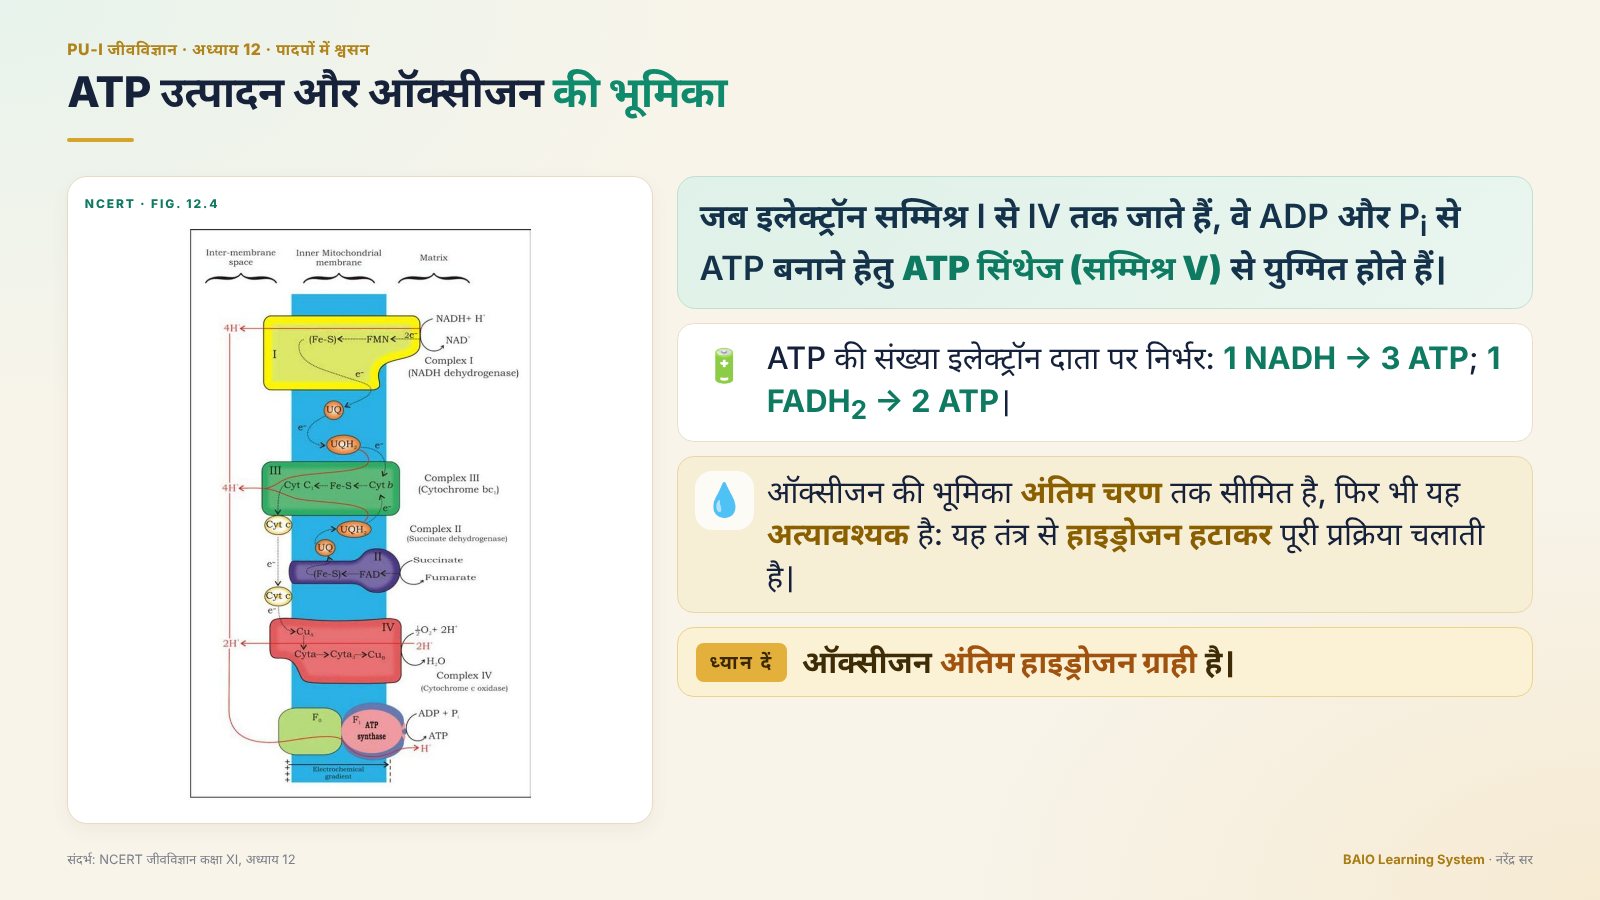 PU-I जीवविज्ञान · अध्याय 12 · पादपों में श्वसन
ATP उत्पादन और ऑक्सीजन की भूमिका
NCERT · FIG. 12.4
Inter-membrane space
Inner Mitochondrial membrane
Matrix
4H⁺
I
(Fe-S)
FMN
2e⁻
NADH+ H⁺
NAD⁺
Complex I
(NADH dehydrogenase)
e⁻
UQ
e⁻
UQH₂
e⁻
III
4H⁺
Cyt C₁
Fe-S
Cyt b
Complex III
(Cytochrome bc₁)
e⁻
Cyt c
UQH₂
Complex II
(Succinate dehydrogenase)
UQ
II
e⁻
(Fe-S)
FAD
Succinate
Fumarate
Cyt c
e⁻
IV
Cu
½O₂+ 2H⁺
2H⁺
2H⁺
Cyta
Cyta₃
Cu
H₂O
Complex IV
(Cytochrome c oxidase)
F₀
F₁
ATP synthase
ADP + Pᵢ
ATP
H⁺
Electrochemical gradient
जब इलेक्ट्रॉन सम्मिश्र I से IV तक जाते हैं, वे ADP और Pᵢ से
ATP बनाने हेतु ATP सिंथेज (सम्मिश्र V) से युग्मित होते हैं|
ATP की संख्या इलेक्ट्रॉन दाता पर निर्भर: 1 NADH → 3 ATP; 1
FADH₂ → 2 ATP|
ऑक्सीजन की भूमिका अंतिम चरण तक सीमित है, फिर भी यह
अत्यावश्यक है: यह तंत्र से हाइड्रोजन हटाकर पूरी प्रक्रिया चलाती
है|
ध्यान दें ऑक्सीजन अंतिम हाइड्रोजन ग्राही है|
संदर्भ: NCERT जीवविज्ञान कक्षा XI, अध्याय 12
BAIO Learning System · नरेंद्र सर